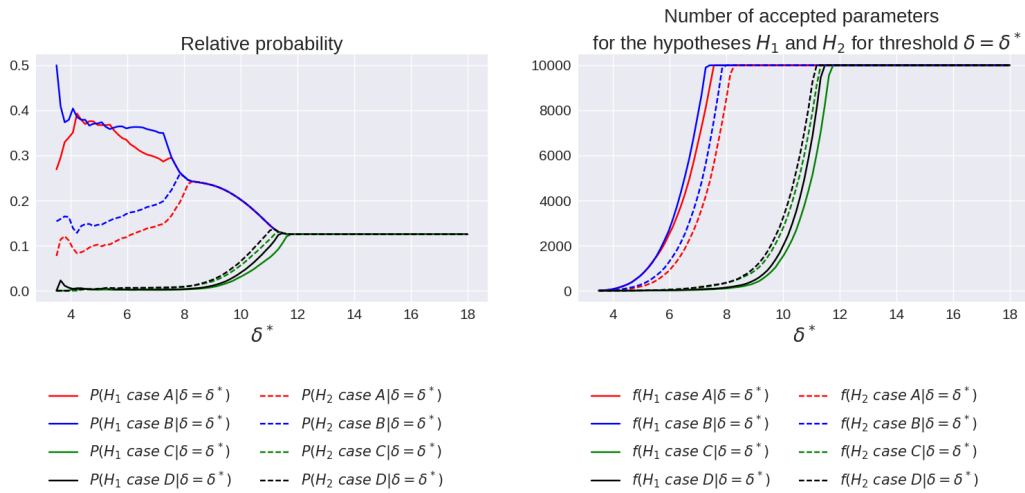 Relative probability
0.5
0.4
0.3
0.2
0.1
0.0
4 6 8 10 12 14 16 18
δ*
P(H₁ case A|δ = δ*) P(H₂ case A|δ = δ*)
P(H₁ case B|δ = δ*) P(H₂ case B|δ = δ*)
P(H₁ case C|δ = δ*) P(H₂ case C|δ = δ*)
P(H₁ case D|δ = δ*) P(H₂ case D|δ = δ*)
Number of accepted parameters
for the hypotheses H₁ and H₂ for threshold δ = δ*
10000
8000
6000
4000
2000
0
4 6 8 10 12 14 16 18
δ*
f(H₁ case A|δ = δ*) f(H₂ case A|δ = δ*)
f(H₁ case B|δ = δ*) f(H₂ case B|δ = δ*)
f(H₁ case C|δ = δ*) f(H₂ case C|δ = δ*)
f(H₁ case D|δ = δ*) f(H₂ case D|δ = δ*)